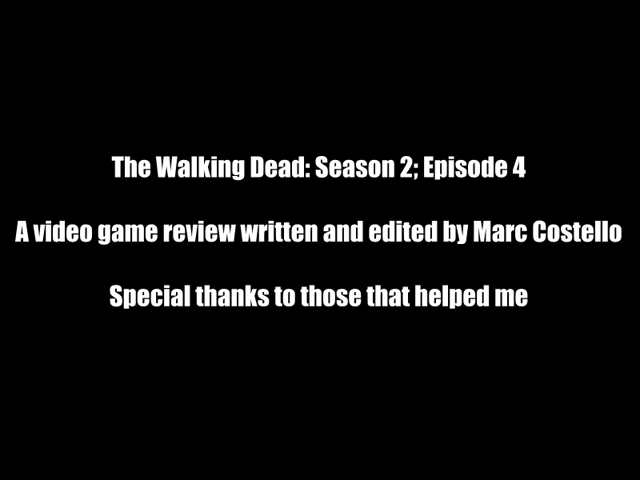 The Walking Dead: Season 2; Episode 4
A video game review written and edited by Marc Costello
Special thanks to those that helped me